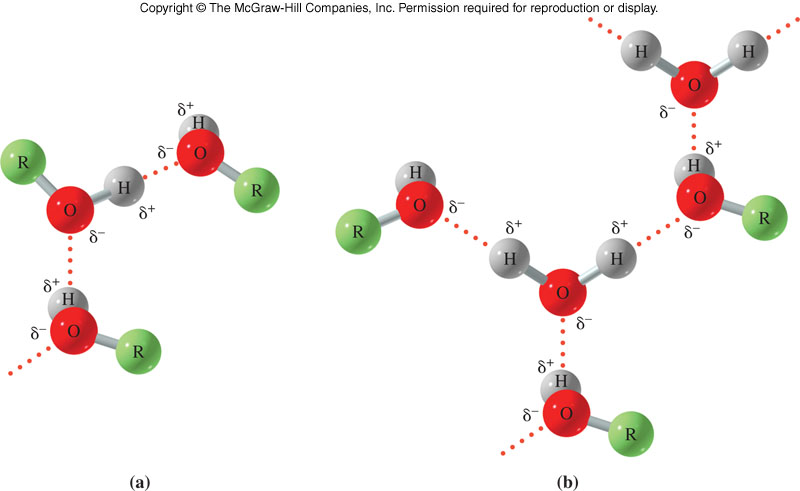 Copyright © The McGraw-Hill Companies, Inc. Permission required for reproduction or display.
H H
O
δ−
δ+
H
δ−
O
R
R
H
δ+
O
δ−
δ+
H
δ−
O
R
(a)
H
O
δ−
R
δ+
H
δ+
H
O
δ−
δ+
H
O
δ−
R
δ+
H
δ−
O
R
(b)